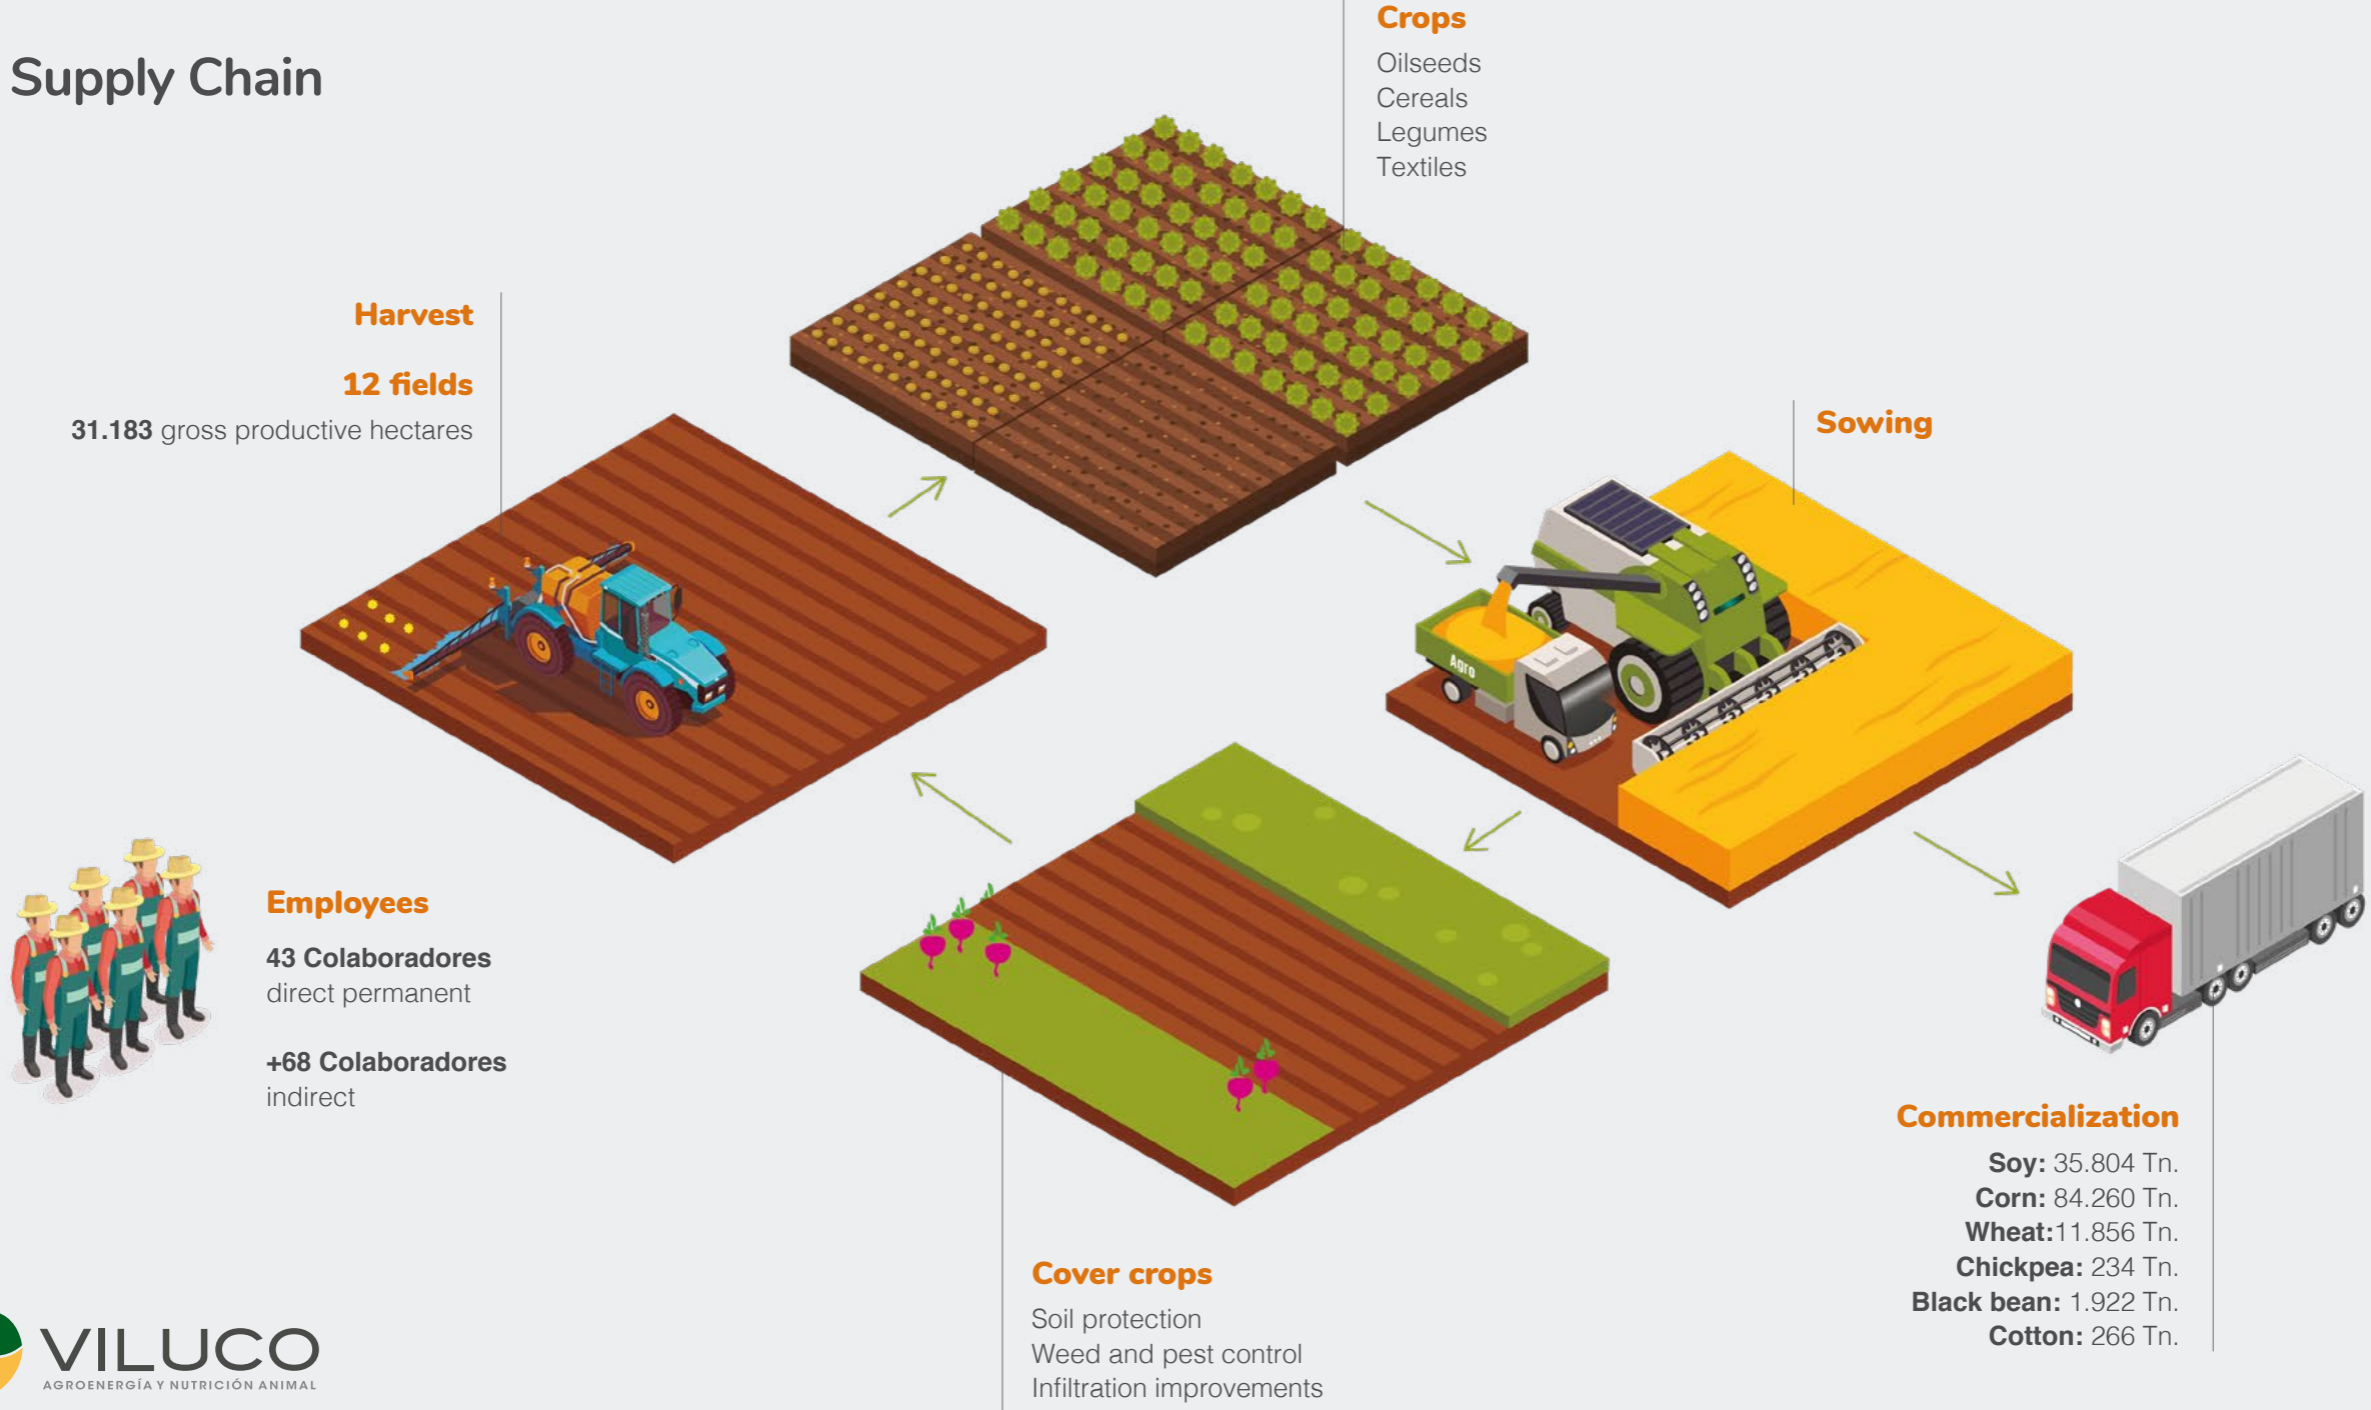 Supply Chain
Crops
Oilseeds
Cereals
Legumes
Textiles
Harvest
12 fields
31.183 gross productive hectares
Sowing
Agro
Employees
43 Colaboradores
direct permanent
+68 Colaboradores
indirect
Commercialization
Soy: 35.804 Tn.
Corn: 84.260 Tn.
Wheat:11.856 Tn.
Chickpea: 234 Tn.
Black bean: 1.922 Tn.
Cotton: 266 Tn.
Cover crops
Soil protection
Weed and pest control
Infiltration improvements
VILUCO
AGROENERGÍA Y NUTRICIÓN ANIMAL